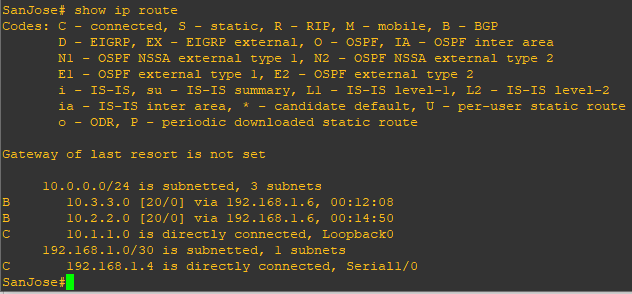 SanJose# show ip route
Codes: C - connected, S - static, R - RIP, M - mobile, B - BGP
D - EIGRP, EX - EIGRP external, O - OSPF, IA - OSPF inter area
N1 - OSPF NSSA external type 1, N2 - OSPF NSSA external type 2
E1 - OSPF external type 1, E2 - OSPF external type 2
i - IS-IS, su - IS-IS summary, L1 - IS-IS level-1, L2 - IS-IS level-2
ia - IS-IS inter area, * - candidate default, U - per-user static route
o - ODR, P - periodic downloaded static route
Gateway of last resort is not set
10.0.0.0/24 is subnetted, 3 subnets
B 10.3.3.0 [20/0] via 192.168.1.6, 00:12:08
B 10.2.2.0 [20/0] via 192.168.1.6, 00:14:50
C 10.1.1.0 is directly connected, Loopback0
192.168.1.0/30 is subnetted, 1 subnets
C 192.168.1.4 is directly connected, Serial1/0
SanJose#